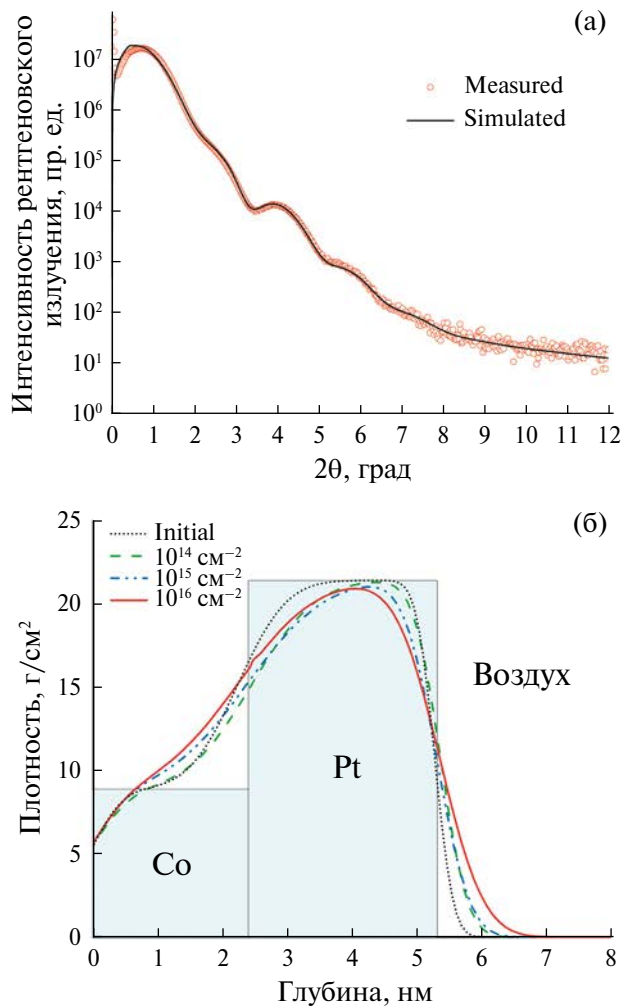 (а)
Интенсивность рентгеновского
излучения, пр. ед.
10⁷
10⁶
10⁵
10⁴
10³
10²
10¹
10⁰
Measured
Simulated
0 1 2 3 4 5 6 7 8 9 10 11 12
2θ, град
(б)
Плотность, г/см²
25
20
15
10
5
0
Initial
10¹⁴ см⁻²
10¹⁵ см⁻²
10¹⁶ см⁻²
Воздух
Pt
Co
0 1 2 3 4 5 6 7 8
Глубина, нм